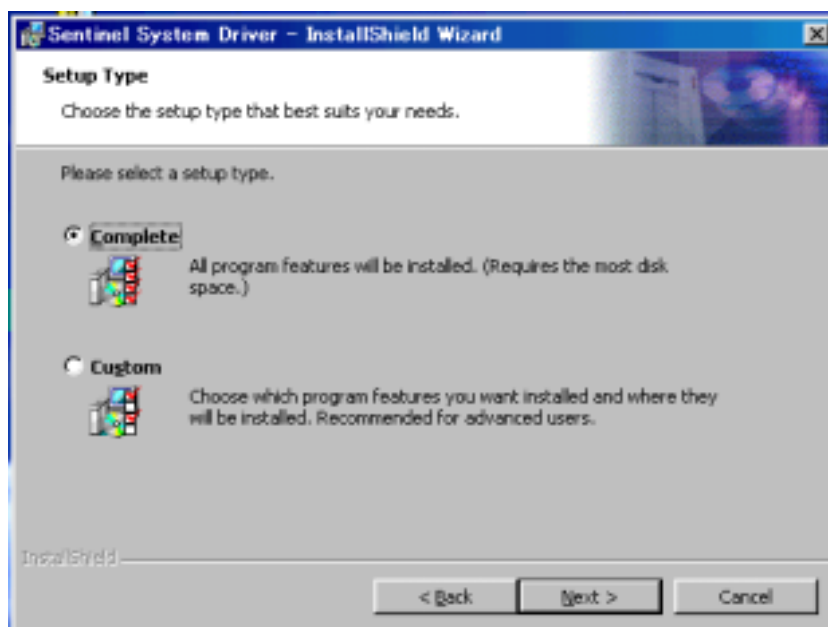 Sentinel System Driver - InstallShield Wizard
Setup Type
Choose the setup type that best suits your needs.
Please select a setup type.
Complete
All program features will be installed. (Requires the most disk
space.)
Custom
Choose which program features you want installed and where they
will be installed. Recommended for advanced users.
InstallShield
< Back
Next >
Cancel